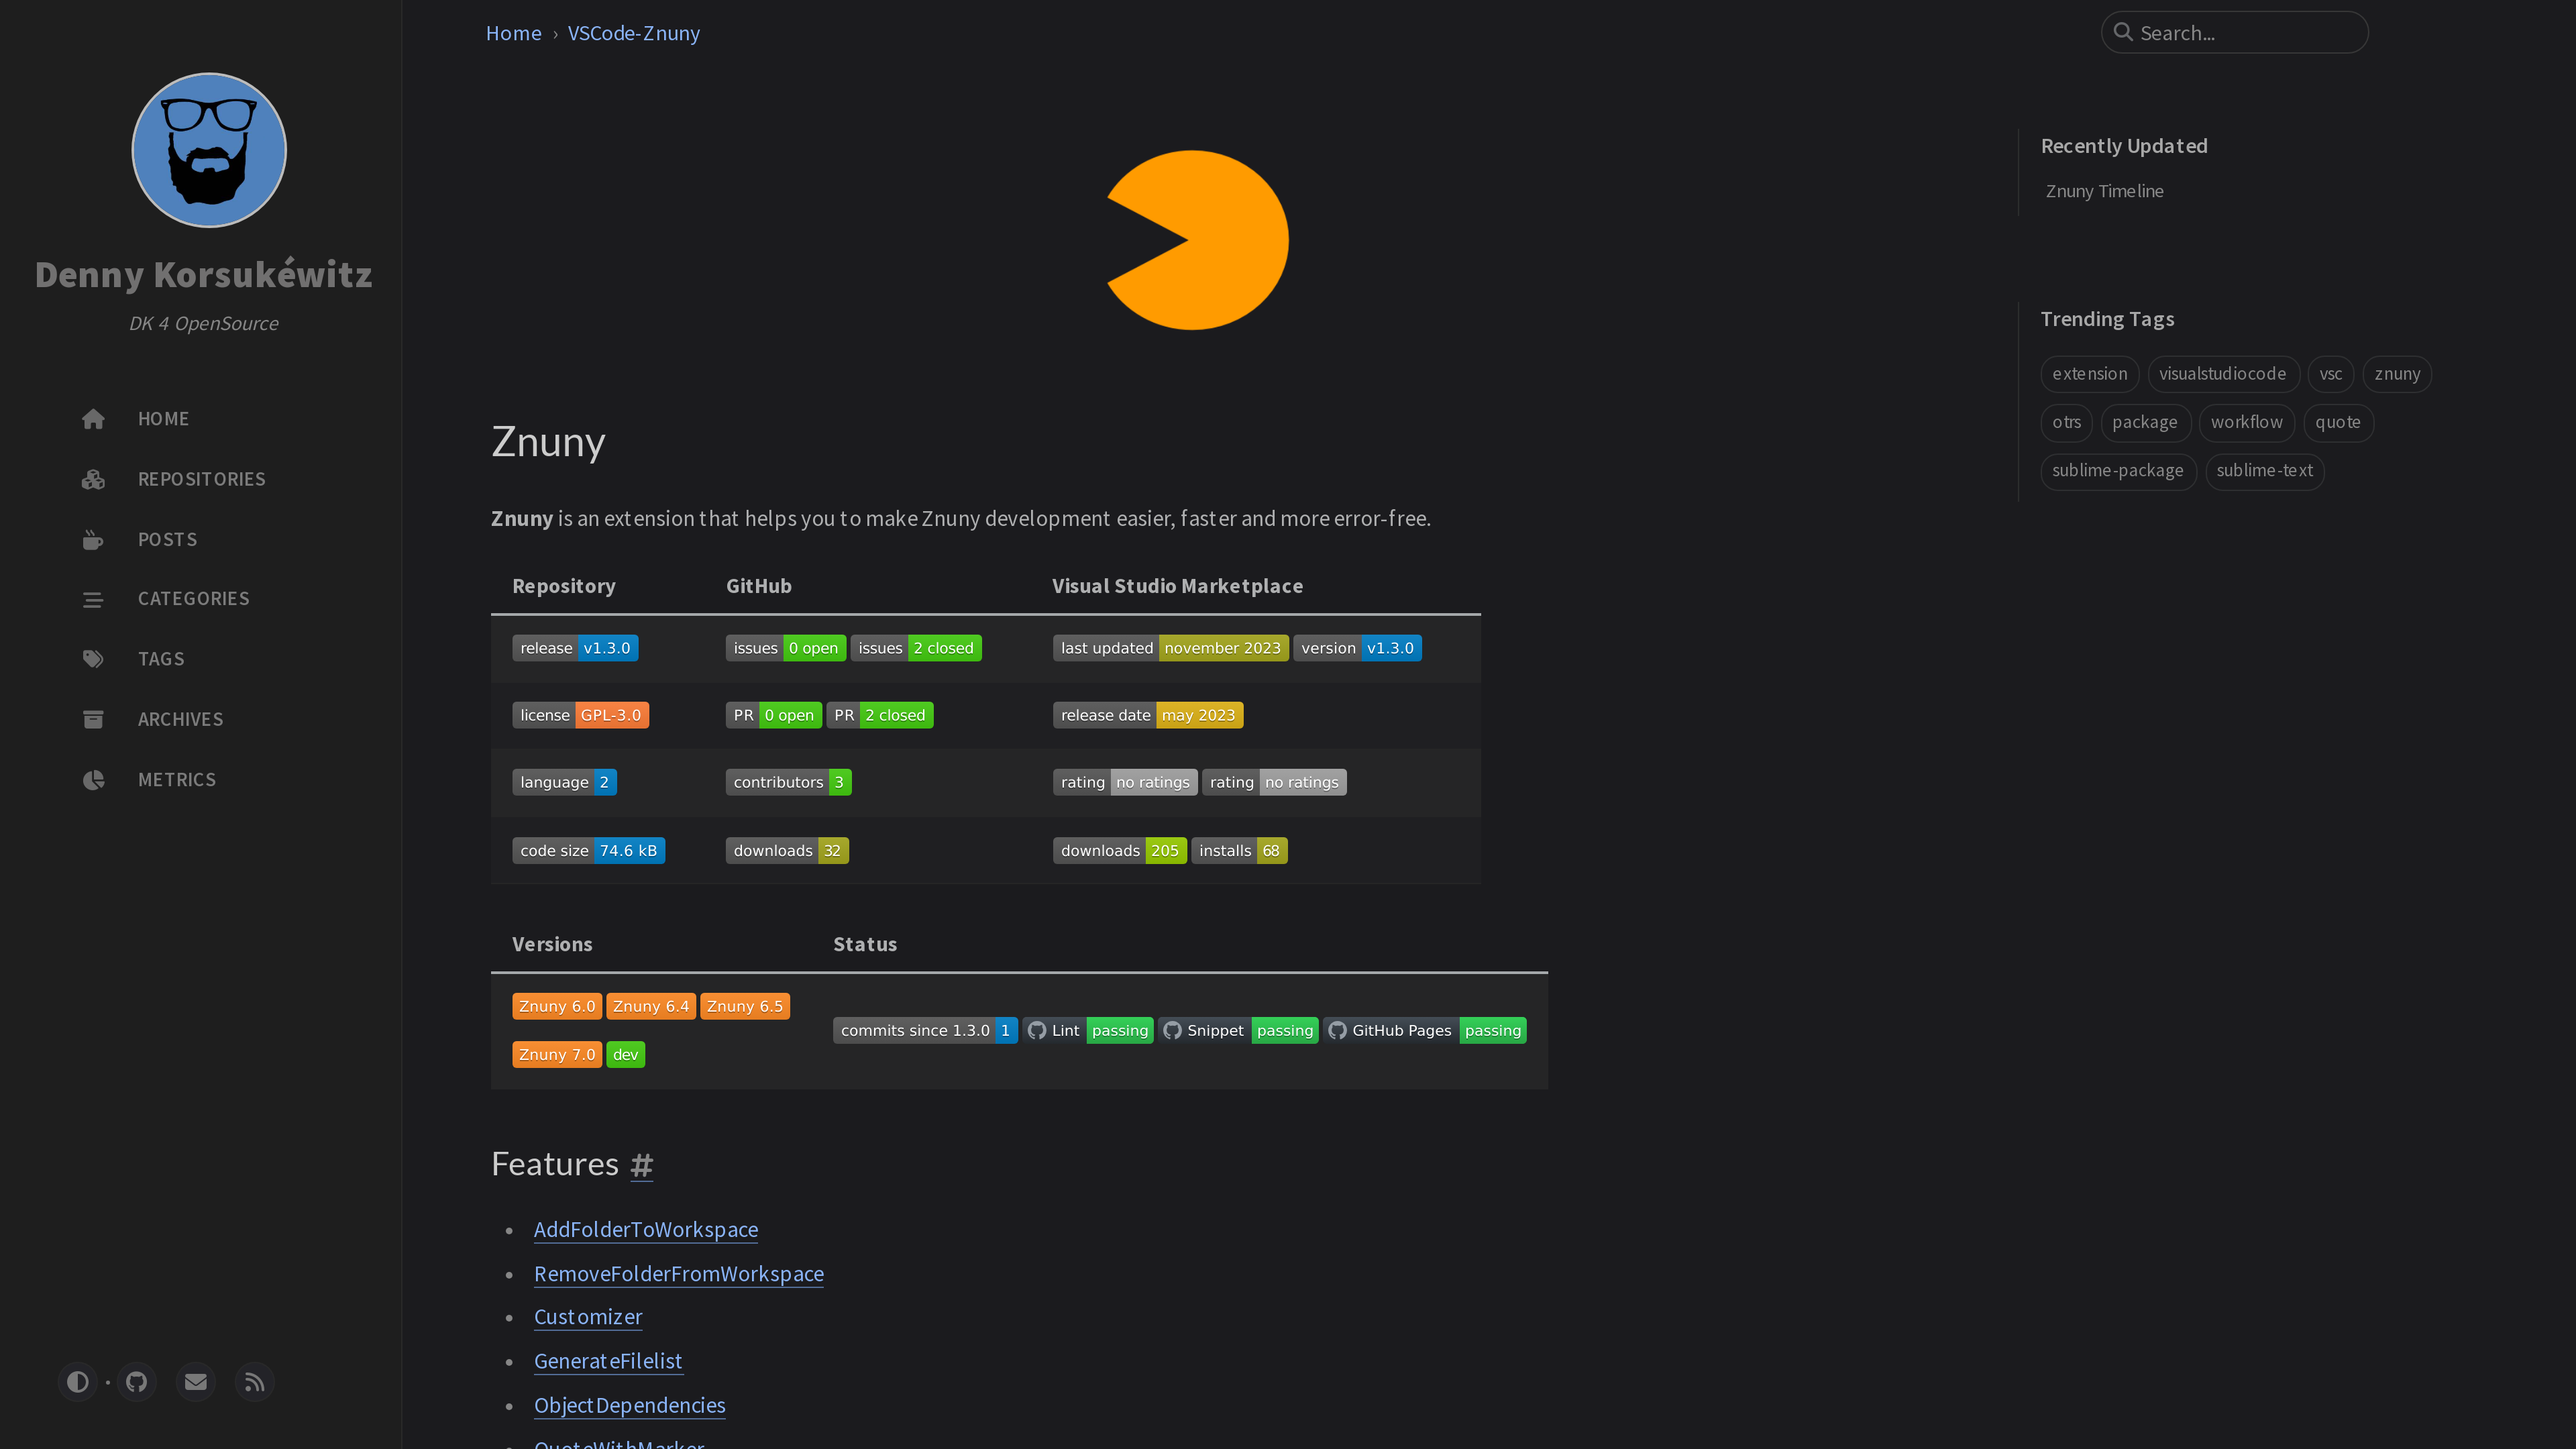 Denny Korsukéwitz
DK 4 OpenSource
HOME
REPOSITORIES
POSTS
CATEGORIES
TAGS
ARCHIVES
METRICS
Home › VSCode-Znuny
Search...
Znuny
Znuny is an extension that helps you to make Znuny development easier, faster and more error-free.
Repository GitHub Visual Studio Marketplace
release v1.3.0 issues 0 open issues 2 closed last updated november 2023 version v1.3.0
license GPL-3.0 PR 0 open PR 2 closed release date may 2023
language 2 contributors 3 rating no ratings rating no ratings
code size 74.6 kB downloads 32 downloads 205 installs 68
Versions Status
Znuny 6.0 Znuny 6.4 Znuny 6.5
commits since 1.3.0 1 Lint passing Snippet passing GitHub Pages passing
Znuny 7.0 dev
Features #
AddFolderToWorkspace
RemoveFolderFromWorkspace
Customizer
GenerateFilelist
ObjectDependencies
QuoteWithMarker
Recently Updated
Znuny Timeline
Trending Tags
extension visualstudiocode vsc znuny
otrs package workflow quote
sublime-package sublime-text